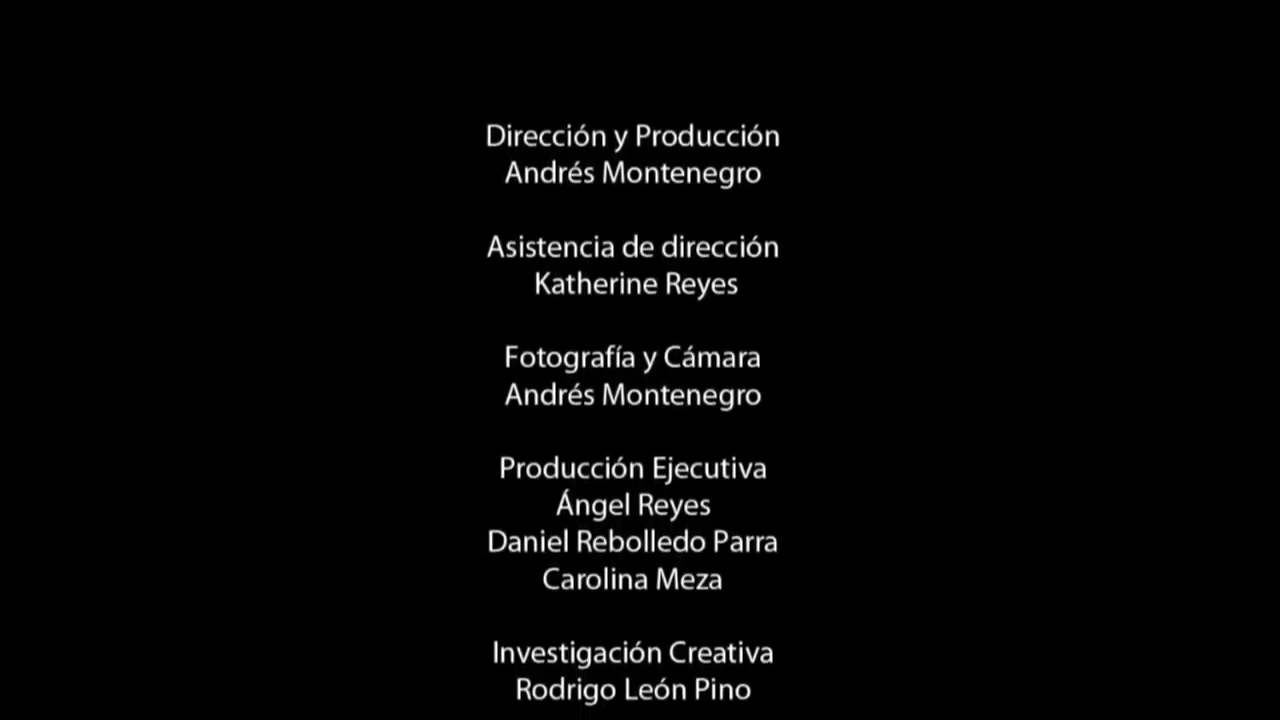 Dirección y Producción
Andrés Montenegro
Asistencia de dirección
Katherine Reyes
Fotografía y Cámara
Andrés Montenegro
Producción Ejecutiva
Ángel Reyes
Daniel Rebolledo Parra
Carolina Meza
Investigación Creativa
Rodrigo León Pino